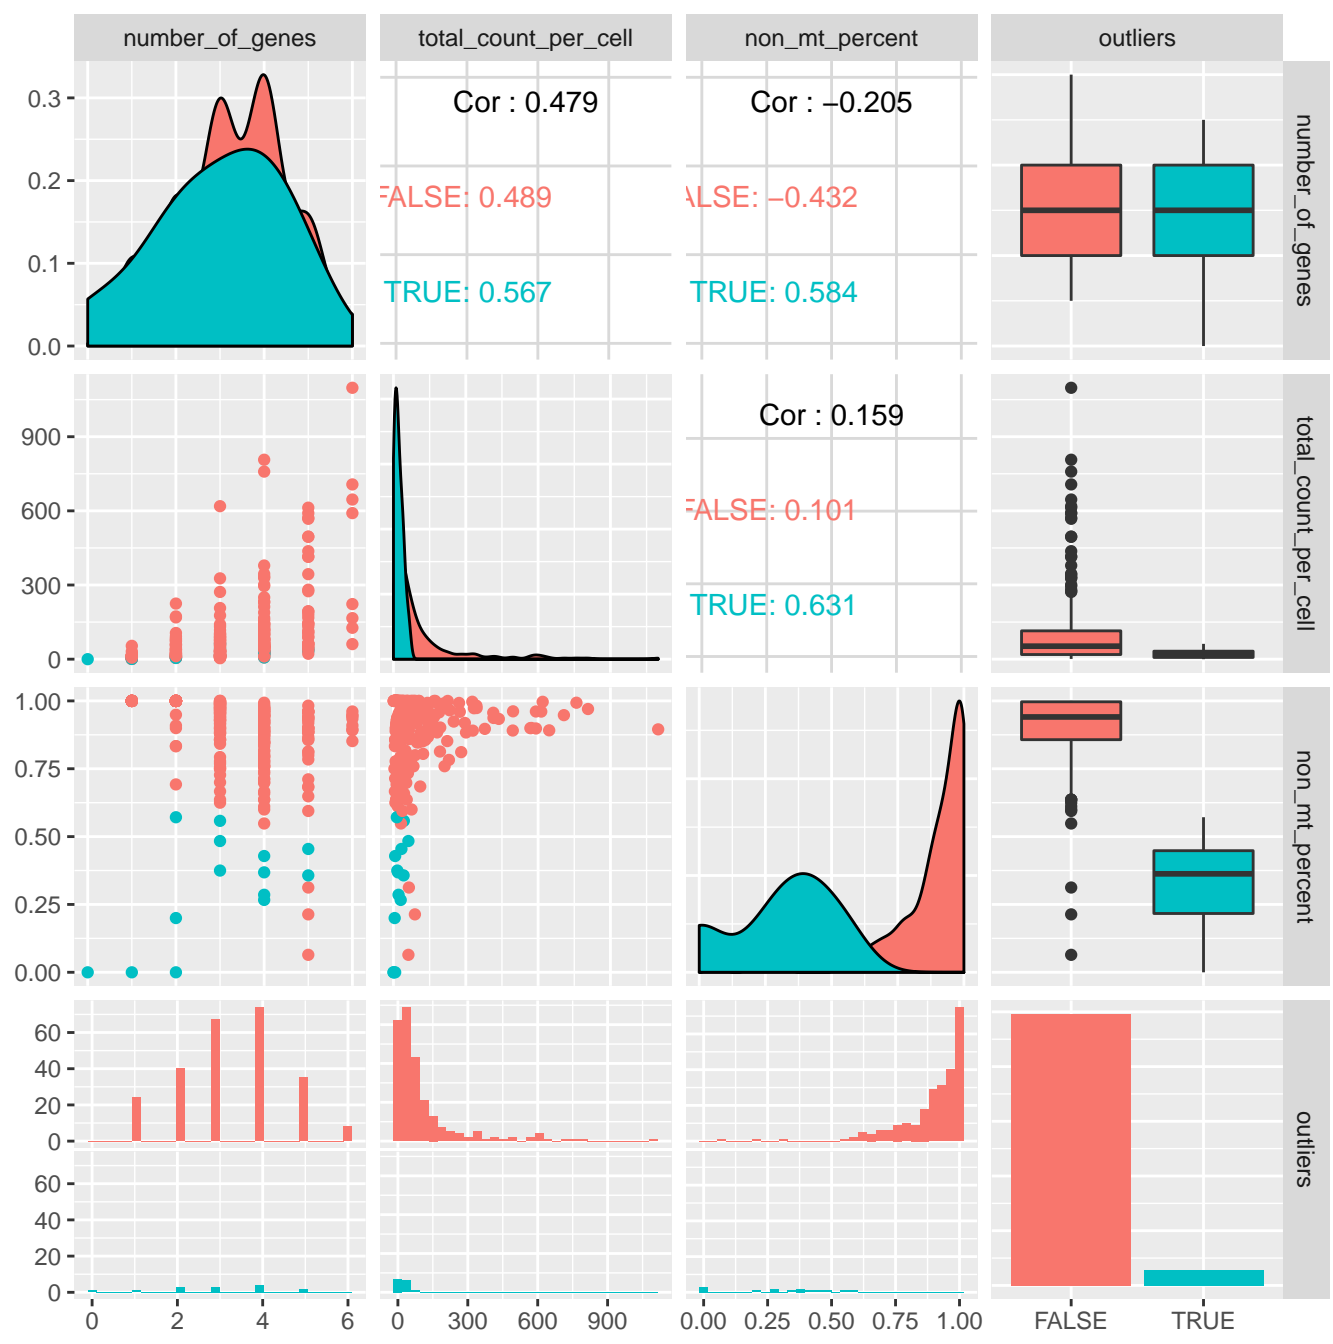 number_of_genes total_count_per_cell non_mt_percent outliers
0.3
0.2
0.1
0.0
Cor : 0.479
FALSE: 0.489
TRUE: 0.567
Cor : −0.205
ALSE: −0.432
TRUE: 0.584
number_of_genes
900
600
300
0
Cor : 0.159
FALSE: 0.101
TRUE: 0.631
total_count_per_cell
1.00
0.75
0.50
0.25
0.00
non_mt_percent
60
40
20
0
60
40
20
0
outliers
0 2 4 6
0 300 600 900
0.00 0.25 0.50 0.75 1.00
FALSE TRUE